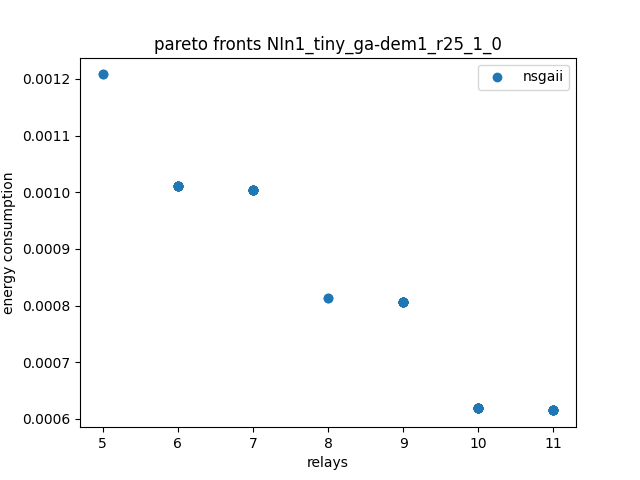 pareto fronts NIn1_tiny_ga-dem1_r25_1_0
nsgaii
0.0012
0.0011
0.0010
0.0009
0.0008
0.0007
0.0006
energy consumption
5 6 7 8 9 10 11
relays